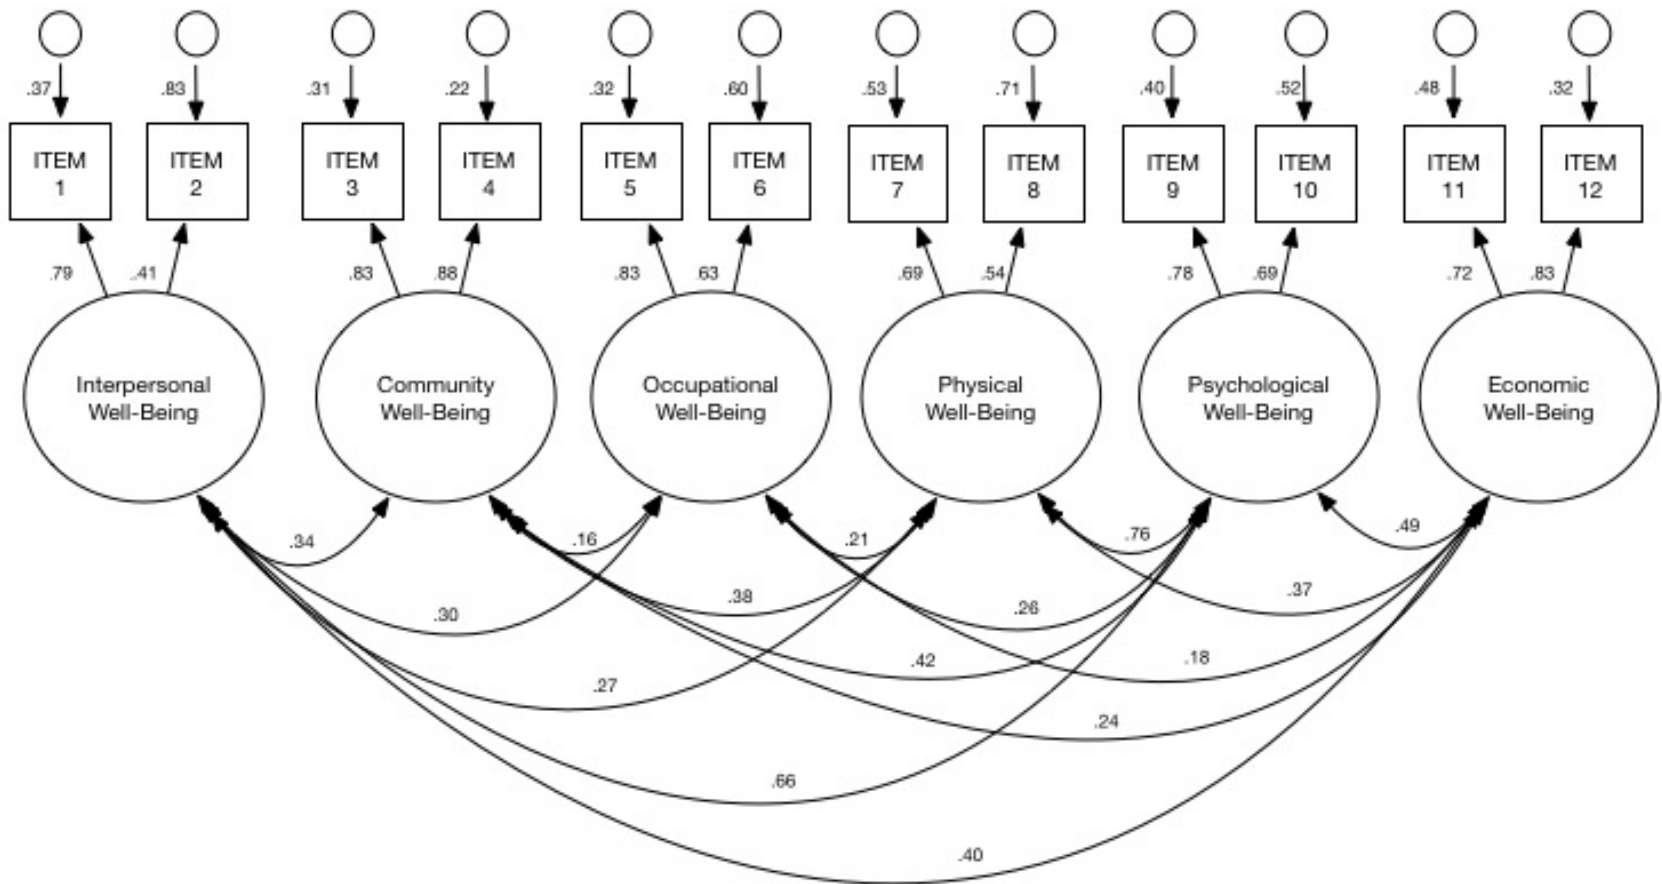 .37 .83 .31 .22 .32 .60 .53 .71 .40 .52 .48 .32
ITEM 1
ITEM 2
ITEM 3
ITEM 4
ITEM 5
ITEM 6
ITEM 7
ITEM 8
ITEM 9
ITEM 10
ITEM 11
ITEM 12
.79 .41 .83 .88 .83 .63 .69 .54 .78 .69 .72 .83
Interpersonal
Well-Being
Community
Well-Being
Occupational
Well-Being
Physical
Well-Being
Psychological
Well-Being
Economic
Well-Being
.34 .16 .21 .76 .49
.30 .38 .26 .37
.27 .42 .18
.66 .24
.40